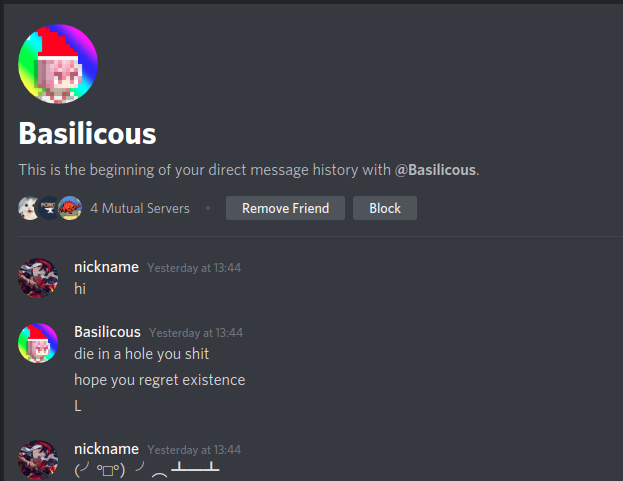 Basilicous
This is the beginning of your direct message history with @Basilicous.
4 Mutual Servers • Remove Friend Block
nickname Yesterday at 13:44
hi
Basilicous Yesterday at 13:44
die in a hole you shit
hope you regret existence
L
nickname Yesterday at 13:44
(╯°□°)╯︵ ┻━┻